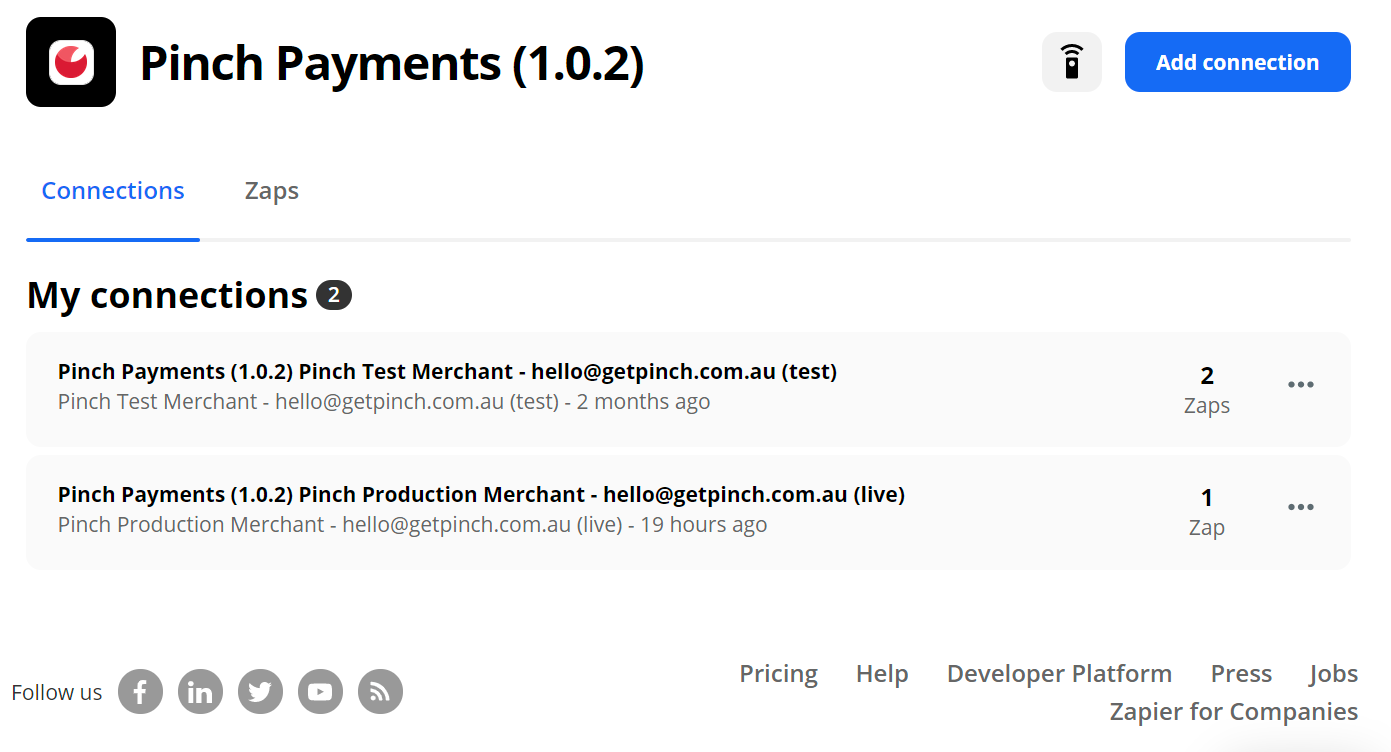 Pinch Payments (1.0.2)
Add connection
Connections
Zaps
My connections 2
Pinch Payments (1.0.2) Pinch Test Merchant - hello@getpinch.com.au (test)
Pinch Test Merchant - hello@getpinch.com.au (test) - 2 months ago
2
Zaps
Pinch Payments (1.0.2) Pinch Production Merchant - hello@getpinch.com.au (live)
Pinch Production Merchant - hello@getpinch.com.au (live) - 19 hours ago
1
Zap
Follow us
Pricing Help Developer Platform Press Jobs
Zapier for Companies